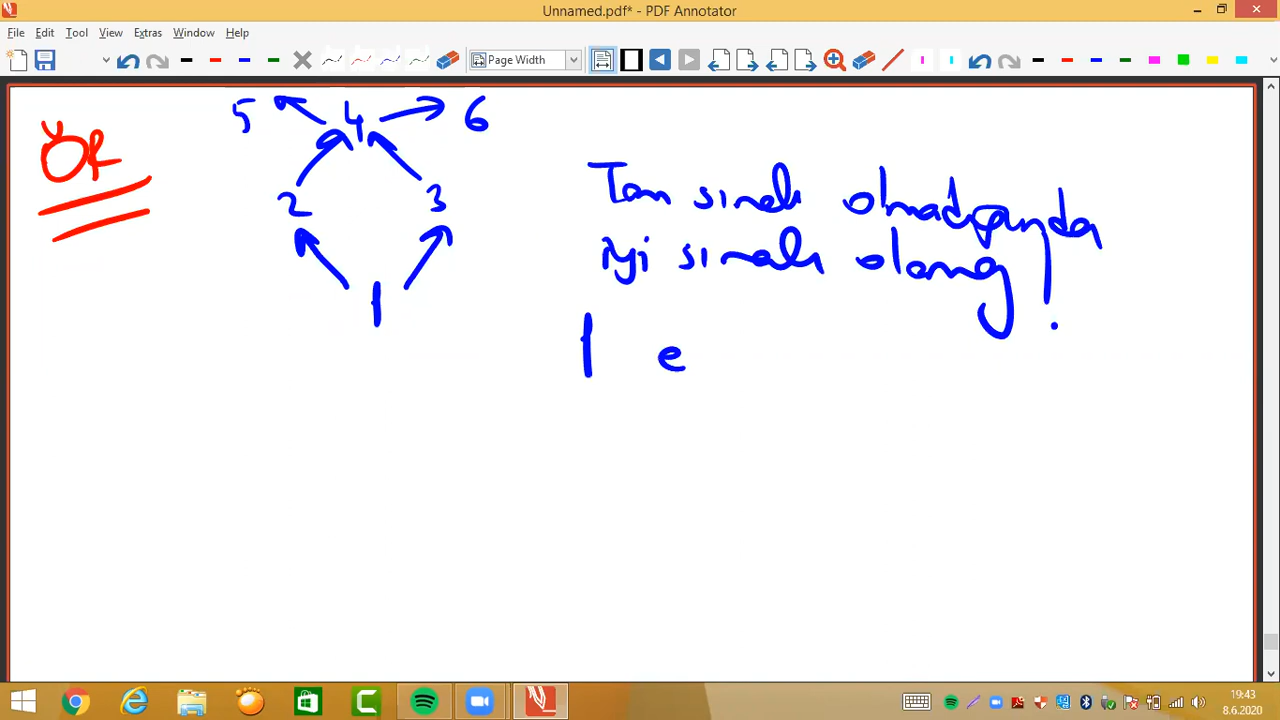 Unnamed.pdf* - PDF Annotator
File Edit Tool View Extras Window Help
Page Width
ÖR
5 4 6
2 3
1
Tam sıralı olmadığında
iyi sıralı olamaz!
1 e
19:43
8.6.2020